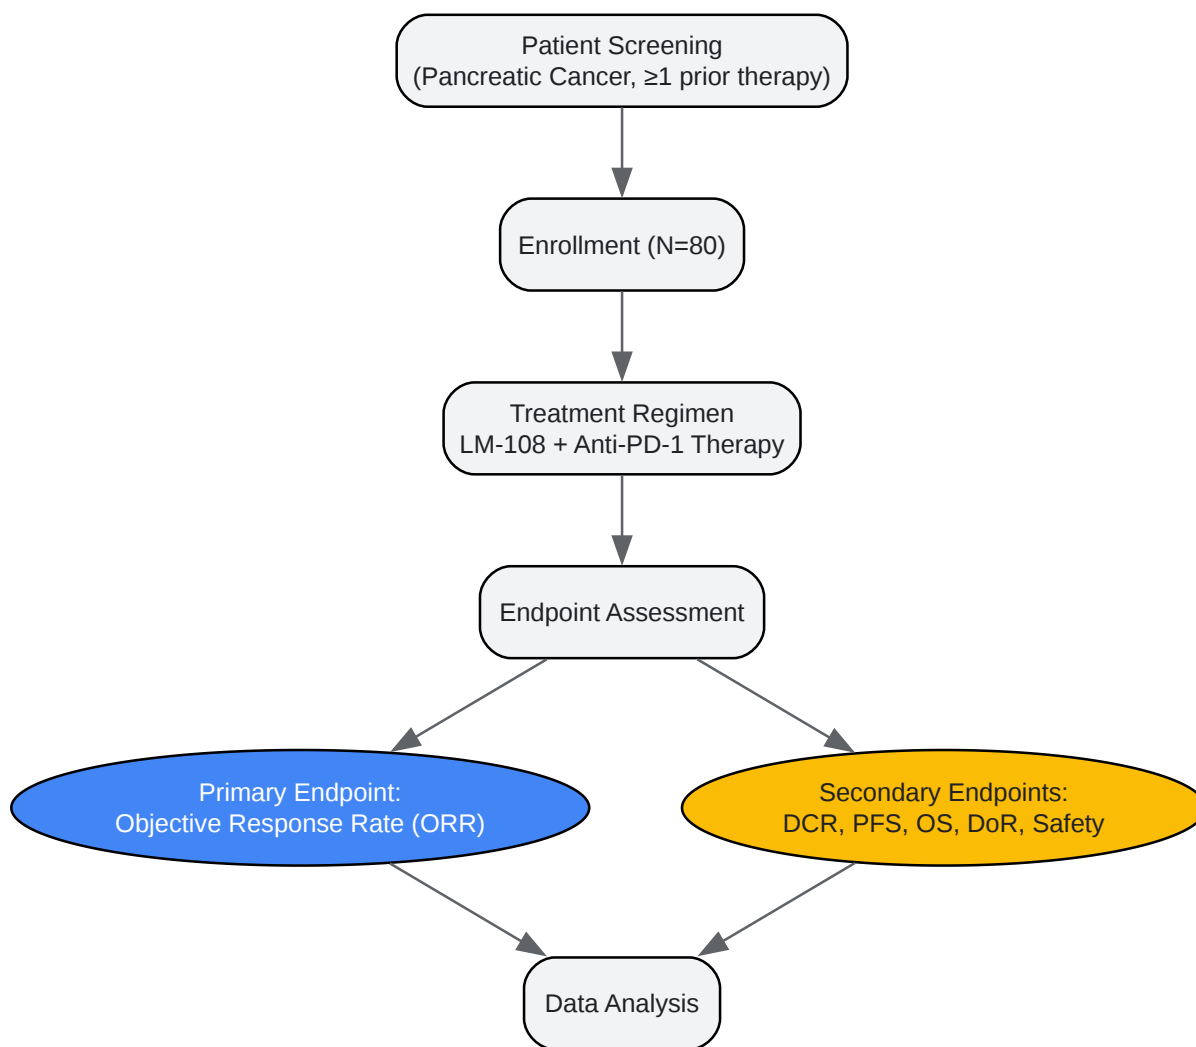 Patient Screening
(Pancreatic Cancer, ≥1 prior therapy)
Enrollment (N=80)
Treatment Regimen
LM-108 + Anti-PD-1 Therapy
Endpoint Assessment
Primary Endpoint:
Objective Response Rate (ORR)
Secondary Endpoints:
DCR, PFS, OS, DoR, Safety
Data Analysis